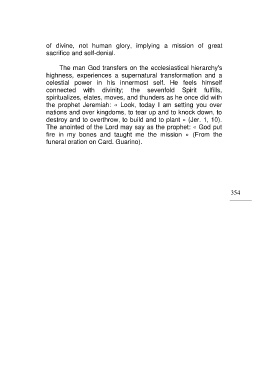 of divine, not human glory, implying a mission of great
sacrifice and self-denial.
The man God transfers on the ecclesiastical hierarchy's
highness, experiences a supernatural transformation and a
celestial power in his innermost self. He feels himself
connected with divinity; the sevenfold Spirit fulfills,
spiritualizes, elates, moves, and thunders as he once did with
the prophet Jeremiah: « Look, today I am setting you over
nations and over kingdoms, to tear up and to knock down, to
destroy and to overthrow, to build and to plant » (Jer. 1, 10).
The anointed of the Lord may say as the prophet: « God put
fire in my bones and taught me the mission » (From the
funeral oration on Card. Guarino).
354